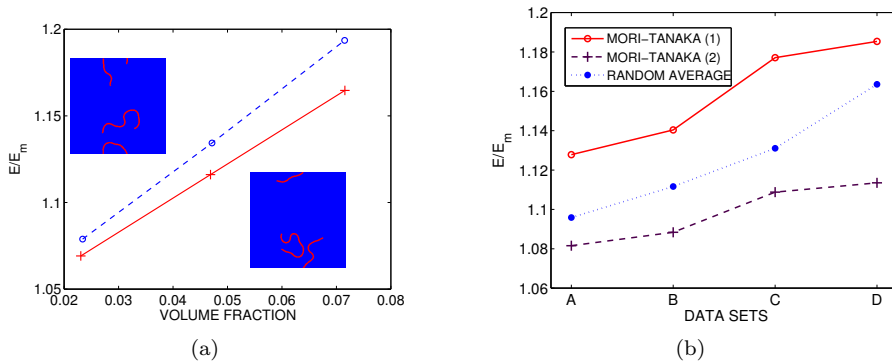 1.2
1.15
1.1
1.05
E/Em
0.02 0.03 0.04 0.05 0.06 0.07 0.08
VOLUME FRACTION
(a)
1.2
1.18
1.16
1.14
1.12
1.1
1.08
1.06
E/Em
MORI−TANAKA (1)
MORI−TANAKA (2)
RANDOM AVERAGE
A B C D
DATA SETS
(b)